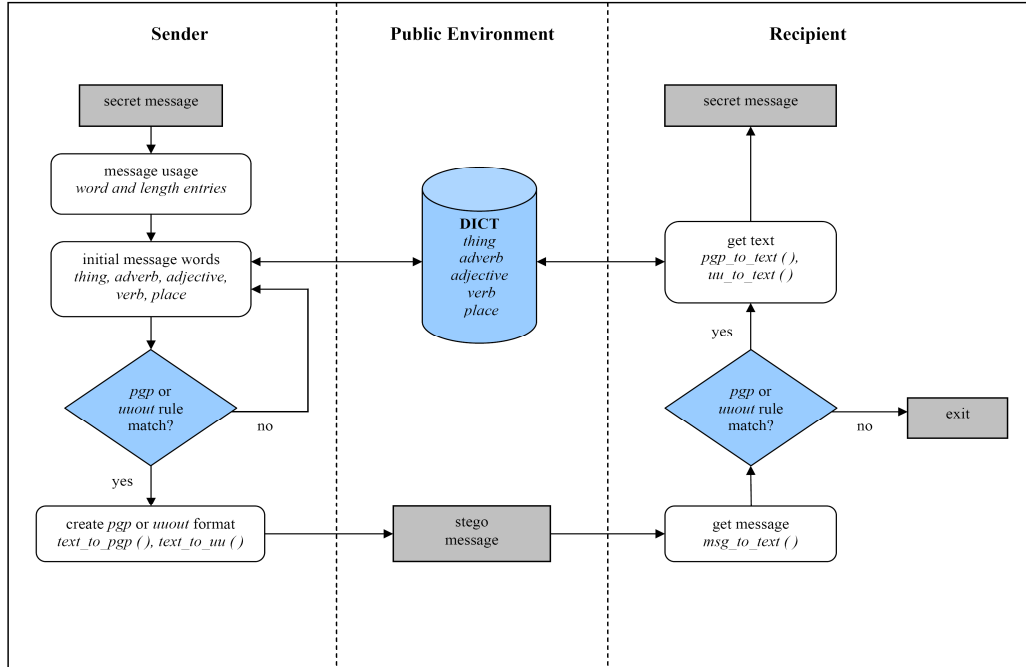 Sender
Public Environment
Recipient
secret message
message usage
word and length entries
initial message words
thing, adverb, adjective,
verb, place
pgp or
uuout rule
match?
no
yes
create pgp or uuout format
text_to_pgp ( ), text_to_uu ( )
DICT
thing
adverb
adjective
verb
place
stego
message
secret message
get text
pgp_to_text ( ),
uu_to_text ( )
yes
pgp or
uuout rule
match?
no
exit
get message
msg_to_text ( )